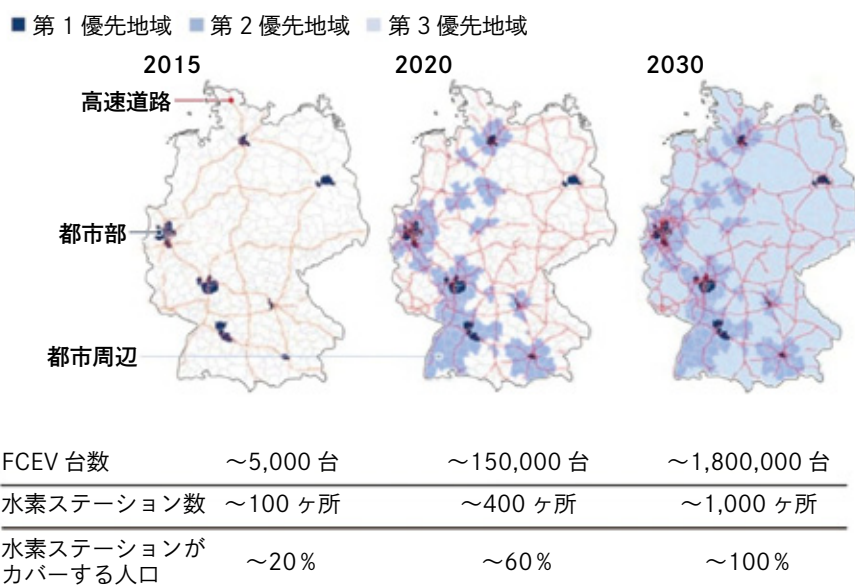 第1優先地域 第2優先地域 第3優先地域
2015 2020 2030
高速道路
都市部
都市周辺
FCEV 台数 ～5,000 台 ～150,000 台 ～1,800,000 台
水素ステーション数 ～100 ヶ所 ～400 ヶ所 ～1,000 ヶ所
水素ステーションが
カバーする人口 ～20% ～60% ～100%